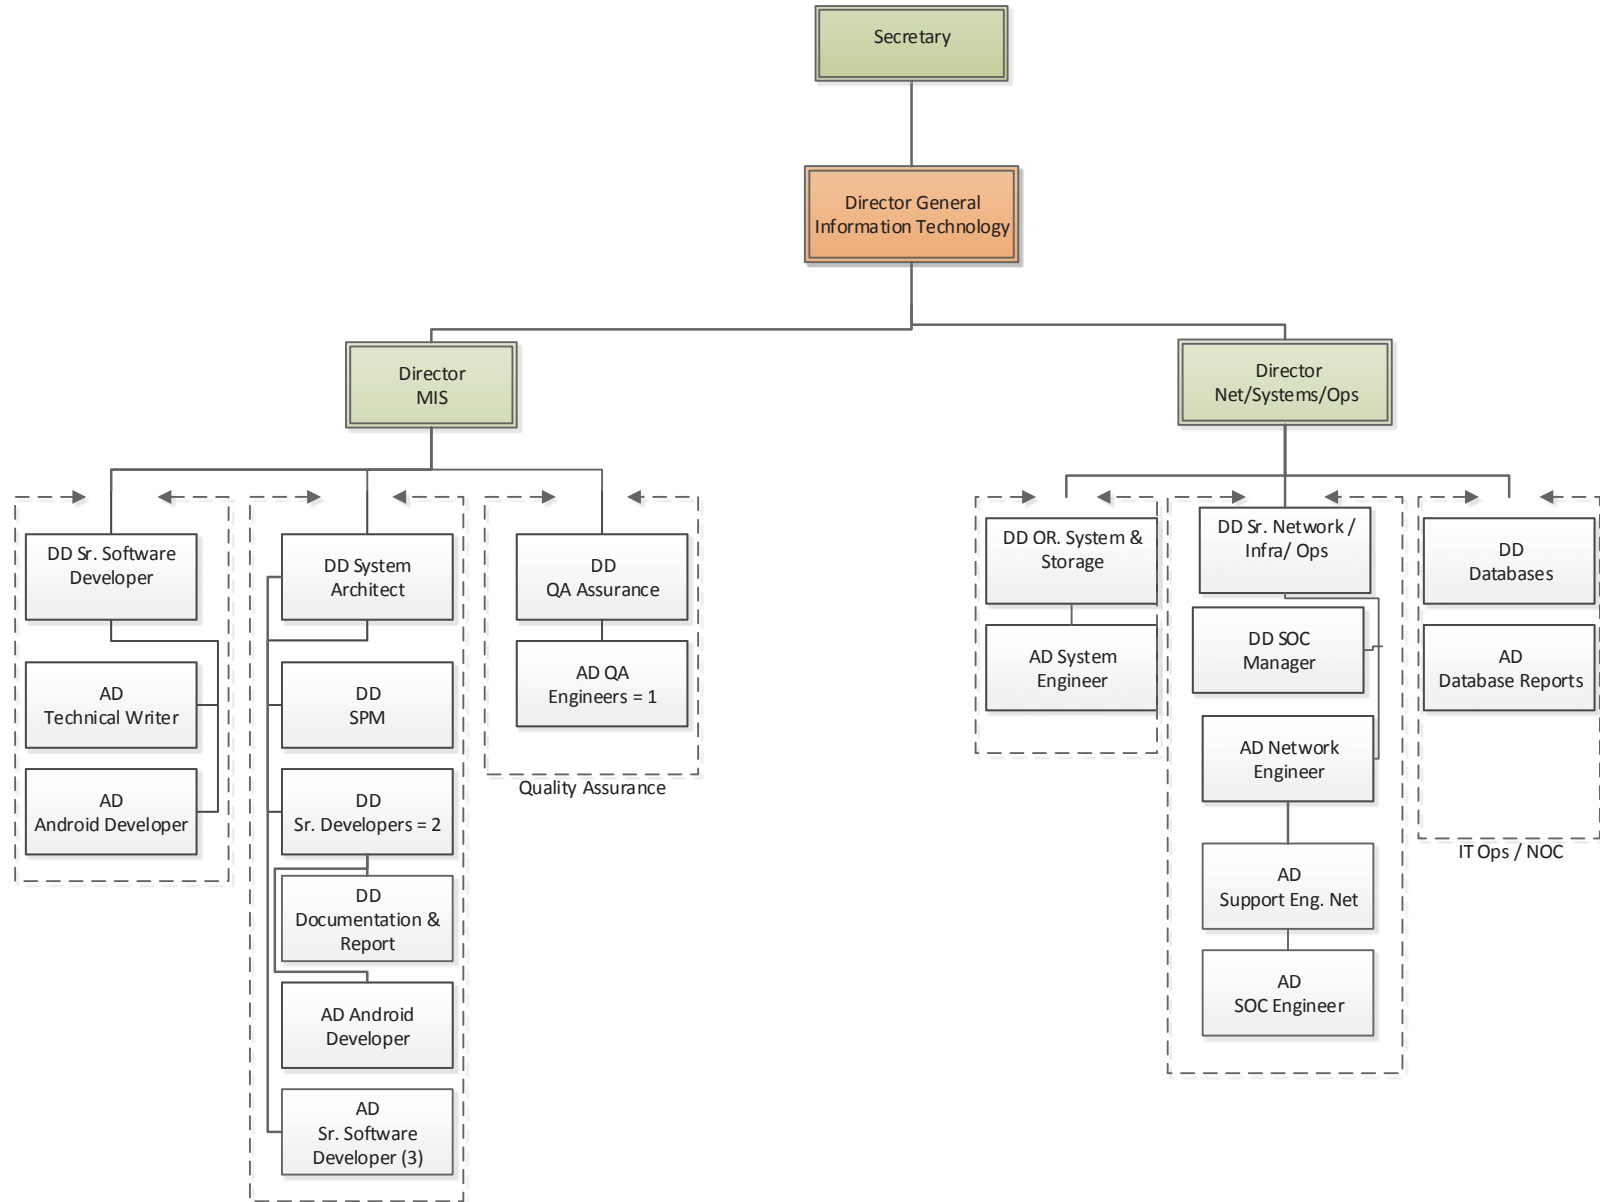 Secretary
Director General
Information Technology
Director
MIS
Director
Net/Systems/Ops
DD Sr. Software
Developer
AD
Technical Writer
AD
Android Developer
DD System
Architect
DD
SPM
DD
Sr. Developers = 2
DD
Documentation &
Report
AD Android
Developer
AD
Sr. Software
Developer (3)
DD
QA Assurance
AD QA
Engineers = 1
Quality Assurance
DD OR. System &
Storage
AD System
Engineer
DD Sr. Network /
Infra/ Ops
DD SOC
Manager
AD Network
Engineer
AD
Support Eng. Net
AD
SOC Engineer
DD
Databases
AD
Database Reports
IT Ops / NOC